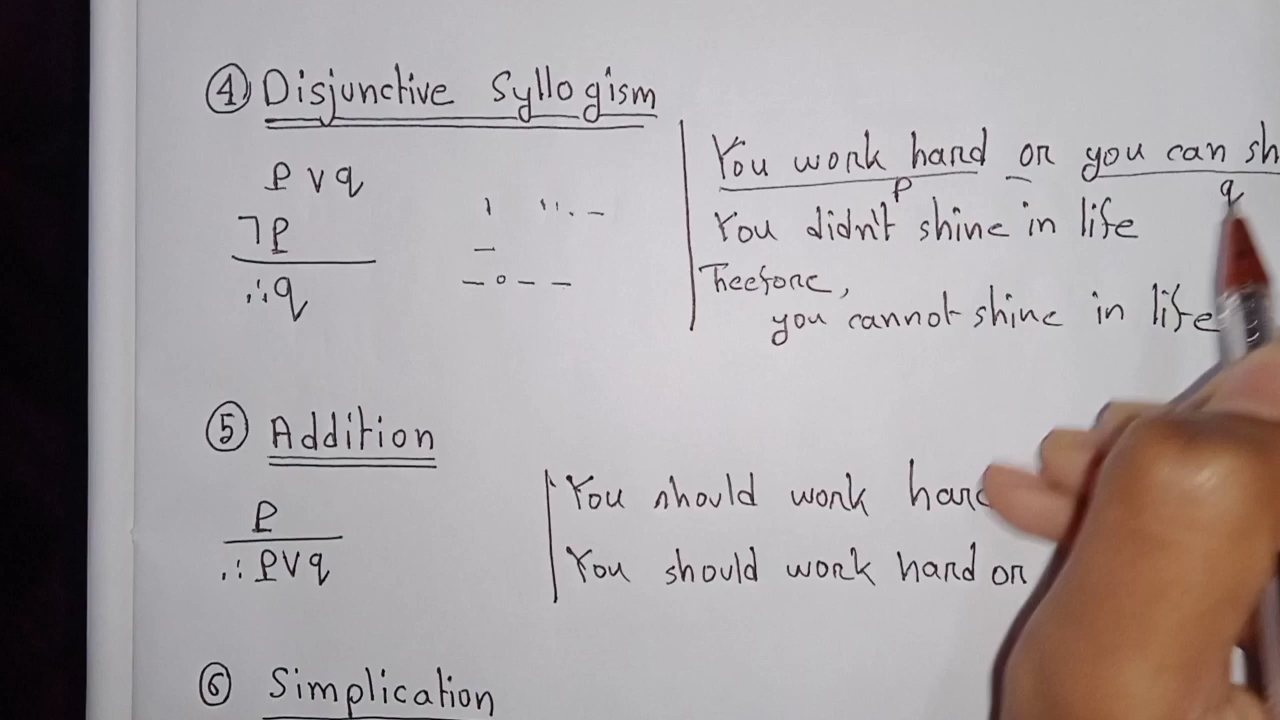 ④ Disjunctive Syllogism
p ∨ q
¬p
∴ q
You work hard or you can sh
p
q
You didn't shine in life
Theefore,
you cannot shine in life
⑤ Addition
p
∴ p ∨ q
You should work hard
You should work hard or
⑥ Simplication